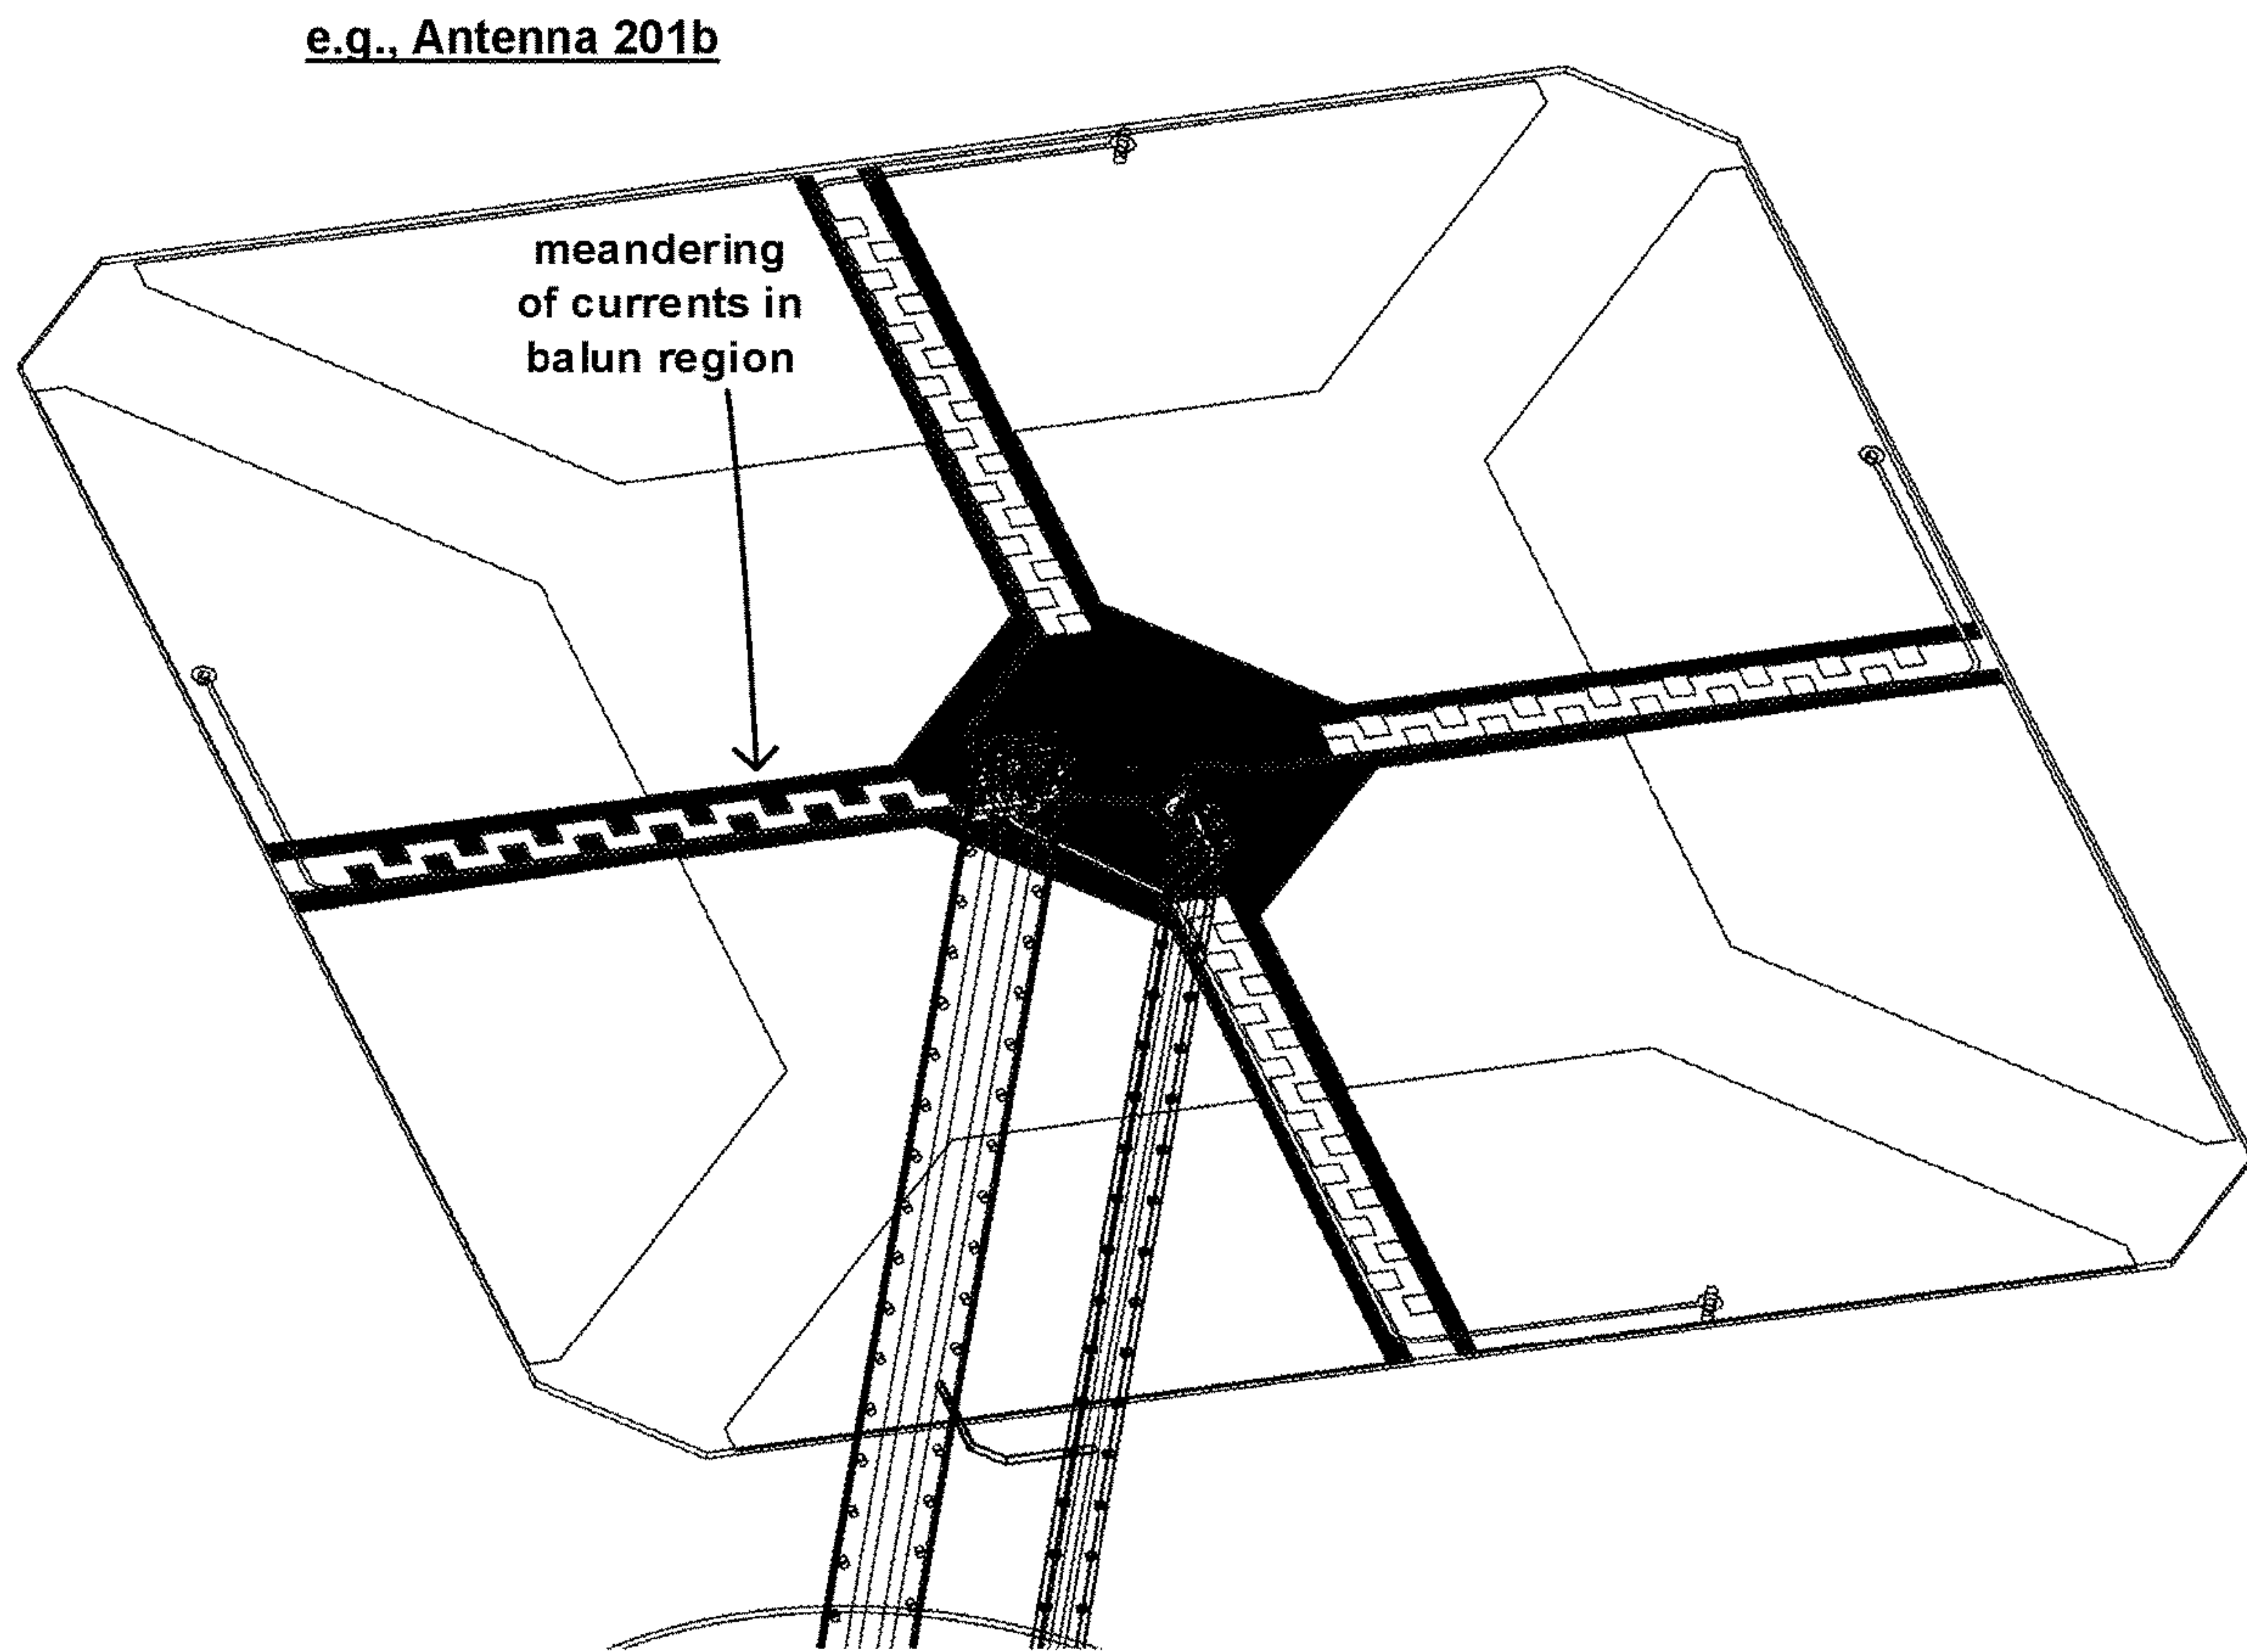 e.g., Antenna 201b
meandering
of currents in
balun region